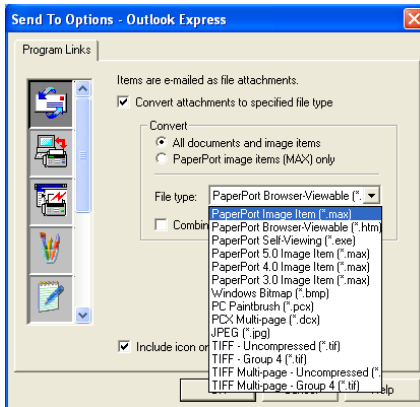 Send To Options - Outlook Express
Program Links
Items are e-mailed as file attachments.
Convert attachments to specified file type
Convert
All documents and image items
PaperPort image items (MAX) only
File type: PaperPort Browser-Viewable (*.
PaperPort Image Item (*.max)
PaperPort Browser-Viewable (*.htm
PaperPort Self-Viewing (*.exe)
PaperPort 5.0 Image Item (*.max)
PaperPort 4.0 Image Item (*.max)
PaperPort 3.0 Image Item (*.max)
Windows Bitmap (*.bmp)
PC Paintbrush (*.pcx)
PCX Multi-page (*.dcx)
JPEG (*.jpg)
TIFF - Uncompressed (*.tif)
TIFF - Group 4 (*.tif)
TIFF Multi-page - Uncompressed (*.
TIFF Multi-page - Group 4 (*.tif)
Combin
Include icon or